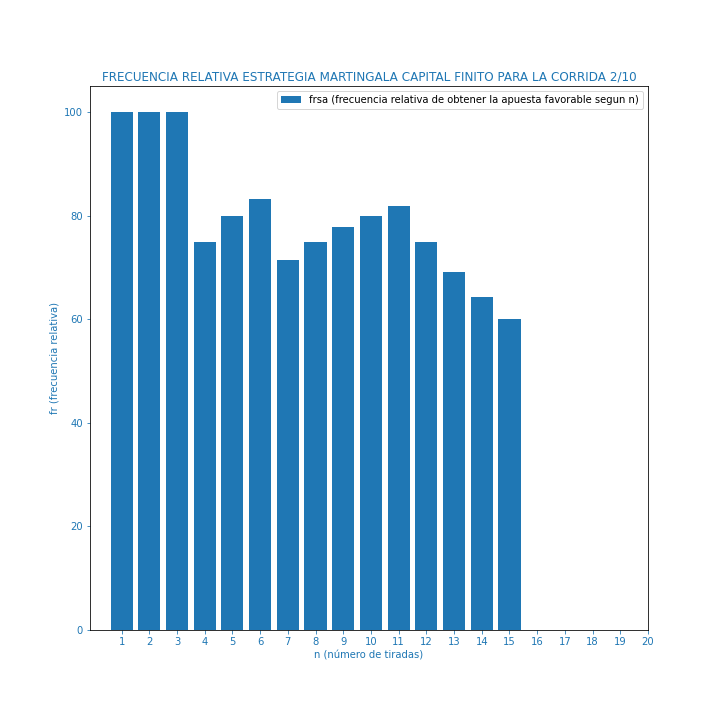 FRECUENCIA RELATIVA ESTRATEGIA MARTINGALA CAPITAL FINITO PARA LA CORRIDA 2/10
frsa (frecuencia relativa de obtener la apuesta favorable segun n)
100
80
60
40
20
0
fr (frecuencia relativa)
1 2 3 4 5 6 7 8 9 10 11 12 13 14 15 16 17 18 19 20
n (número de tiradas)